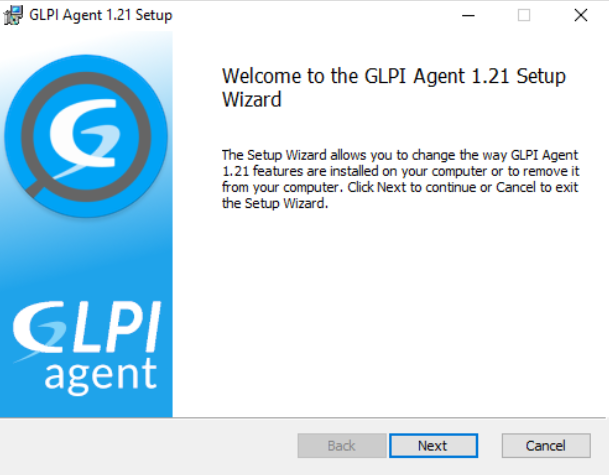 GLPI Agent 1.21 Setup
Welcome to the GLPI Agent 1.21 Setup
Wizard
The Setup Wizard allows you to change the way GLPI Agent
1.21 features are installed on your computer or to remove it
from your computer. Click Next to continue or Cancel to exit
the Setup Wizard.
GLPI
agent
Back Next Cancel